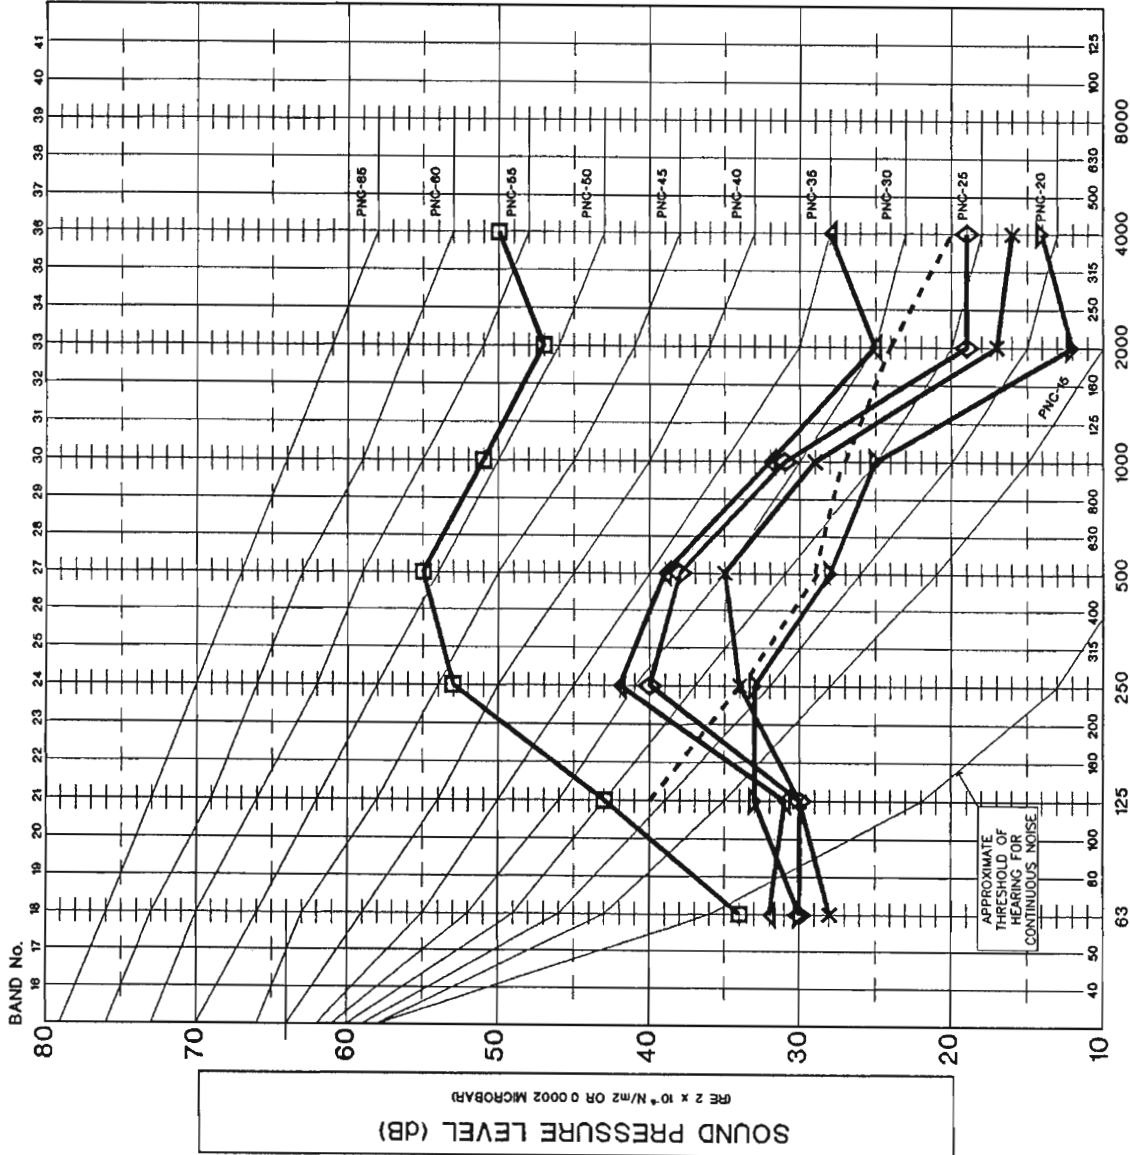 BAND No.
16 17 18 19 20 21 22 23 24 25 26 27 28 29 30 31 32 33 34 35 36 37 38 39 40 41
80
70
60
50
40
30
20
10
SOUND PRESSURE LEVEL (dB)
(RE 2 x 10⁻⁴ N/m2 OR 0.0002 MICROBAR)
PNC-65
PNC-60
PNC-55
PNC-50
PNC-45
PNC-40
PNC-35
PNC-30
PNC-25
PNC-20
PNC-15
APPROXIMATE
THRESHOLD OF
HEARING FOR
CONTINUOUS NOISE
40 50 63 80 100 125 160 200 250 315 400 500 630 800 1000 125 160 2000 250 315 4000 500 630 8000 100 125